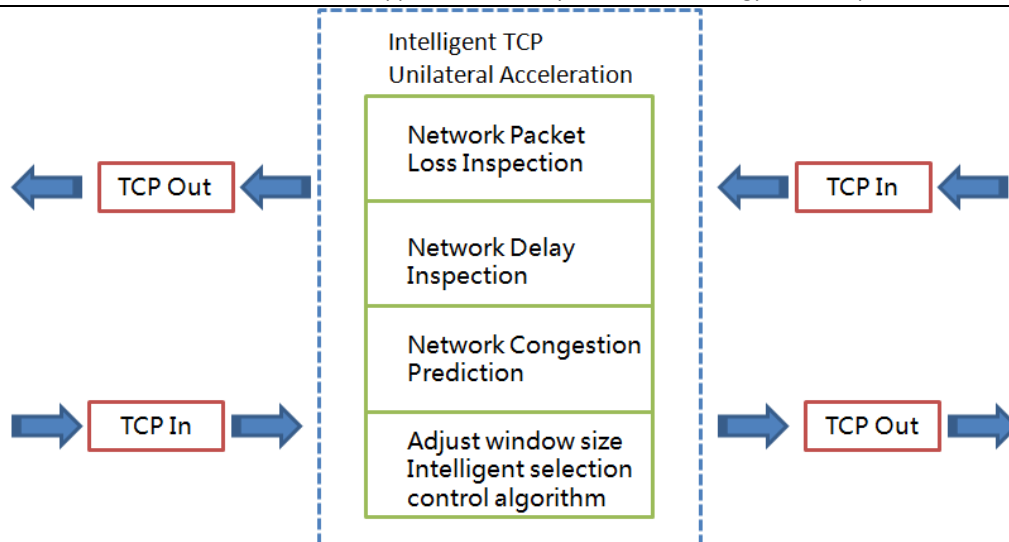 Intelligent TCP
Unilateral Acceleration
Network Packet
Loss Inspection
TCP Out
TCP In
Network Delay
Inspection
Network Congestion
Prediction
TCP In
TCP Out
Adjust window size
Intelligent selection
control algorithm